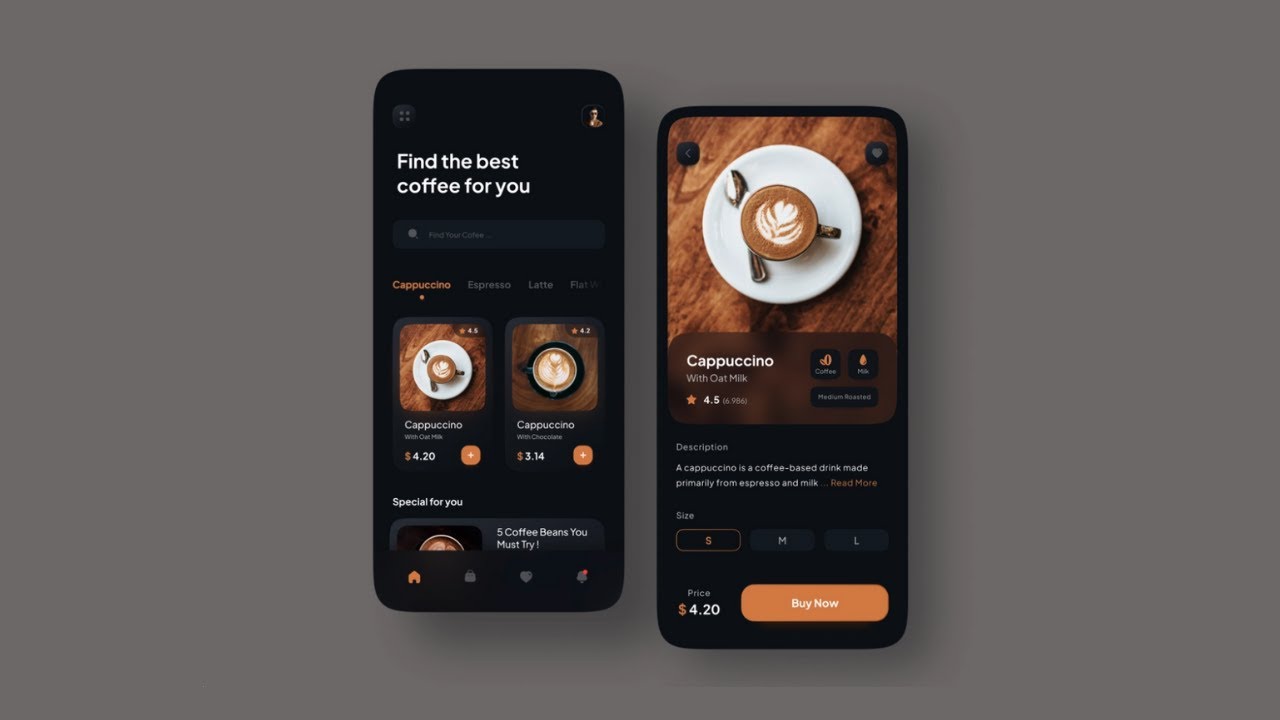 Find the best
coffee for you
Find Your Cofee ...
Cappuccino Espresso Latte Flat W
4.5
4.2
Cappuccino
With Oat Milk
$ 4.20
+
Cappuccino
With Chocolate
$ 3.14
+
Special for you
5 Coffee Beans You
Must Try !
Cappuccino
With Oat Milk
4.5 (6.986)
Coffee
Milk
Medium Roasted
Description
A cappuccino is a coffee-based drink made
primarily from espresso and milk ... Read More
Size
S M L
Price
$ 4.20
Buy Now